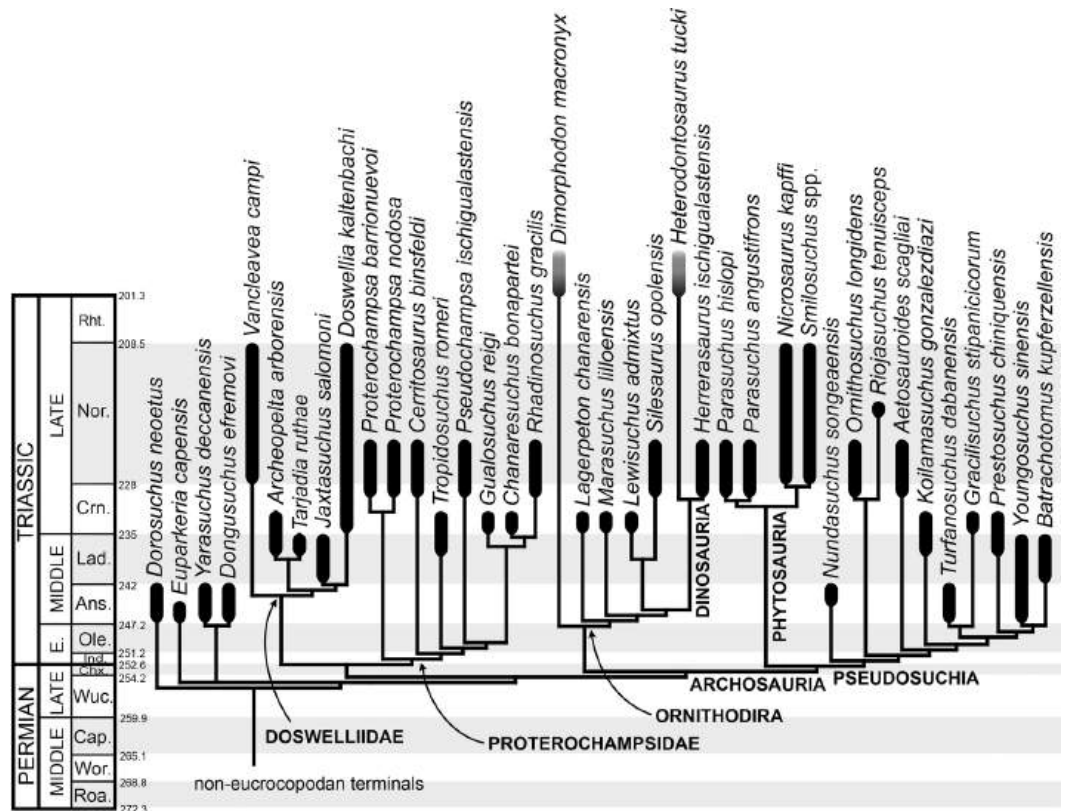 Dorosuchus neoetus
Euparkeria capensis
Yarasuchus deccanensis
Dongusuchus efremovi
Vancleavea campi
Archeopelta arborensis
Tarjadia ruthae
Jaxtasuchus salomoni
Doswellia kaltenbachi
Proterochampsa barrionuevoi
Proterochampsa nodosa
Cerritosaurus binsfeldi
Tropidosuchus romeri
Pseudochampsa ischigualastensis
Gualosuchus reigi
Chanaresuchus bonapartei
Rhadinosuchus gracilis
Dimorphodon macronyx
Lagerpeton chanarensis
Marasuchus lilloensis
Lewisuchus admixtus
Silesaurus opolensis
Heterodontosaurus tucki
Herrerasaurus ischigualastensis
Parasuchus hislopi
Parasuchus angustifrons
Nicrosaurus kapffi
Smilosuchus spp.
Nundasuchus songeaensis
Ornithosuchus longidens
Riojasuchus tenuisceps
Aetosauroides scagliai
Koilamasuchus gonzalezdiazi
Turfanosuchus dabanensis
Gracilisuchus stipanicicorum
Prestosuchus chiniquensis
Youngosuchus sinensis
Batrachotomus kupferzellensis
TRIASSIC
LATE
MIDDLE
E.
PERMIAN
LATE
MIDDLE
Rht.
Nor.
Crn.
Lad.
Ans.
Ole.
Ind.
Chx.
Wuc.
Cap.
Wor.
Roa.
201.3
208.5
228
235
242
247.2
251.2
252.6
254.2
259.9
265.1
268.8
272.3
DINOSAURIA
PHYTOSAURIA
ARCHOSAURIA
PSEUDOSUCHIA
ORNITHODIRA
DOSWELLIIDAE
PROTEROCHAMPSIDAE
non-eucrocopodan terminals